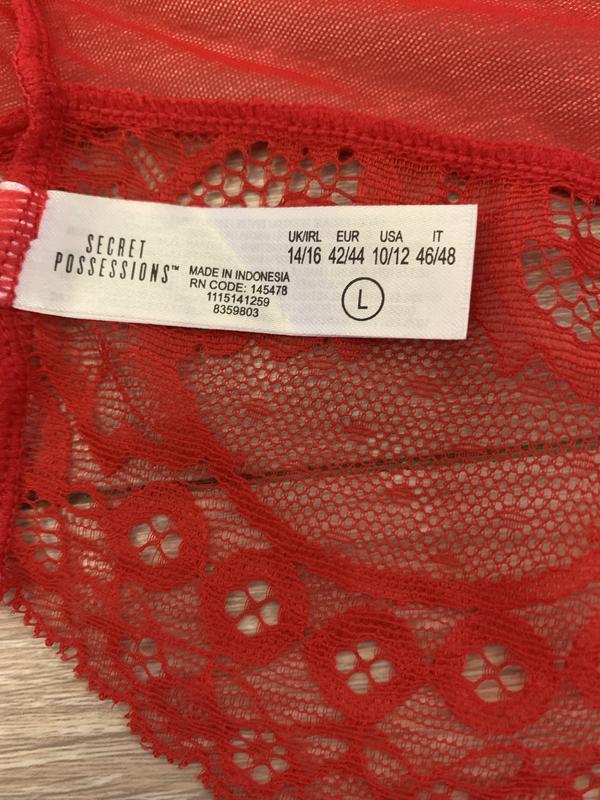 SECRET
POSSESSIONS™
MADE IN INDONESIA
RN CODE: 145478
1115141259
8359803
UK/IRL EUR USA IT
14/16 42/44 10/12 46/48
L